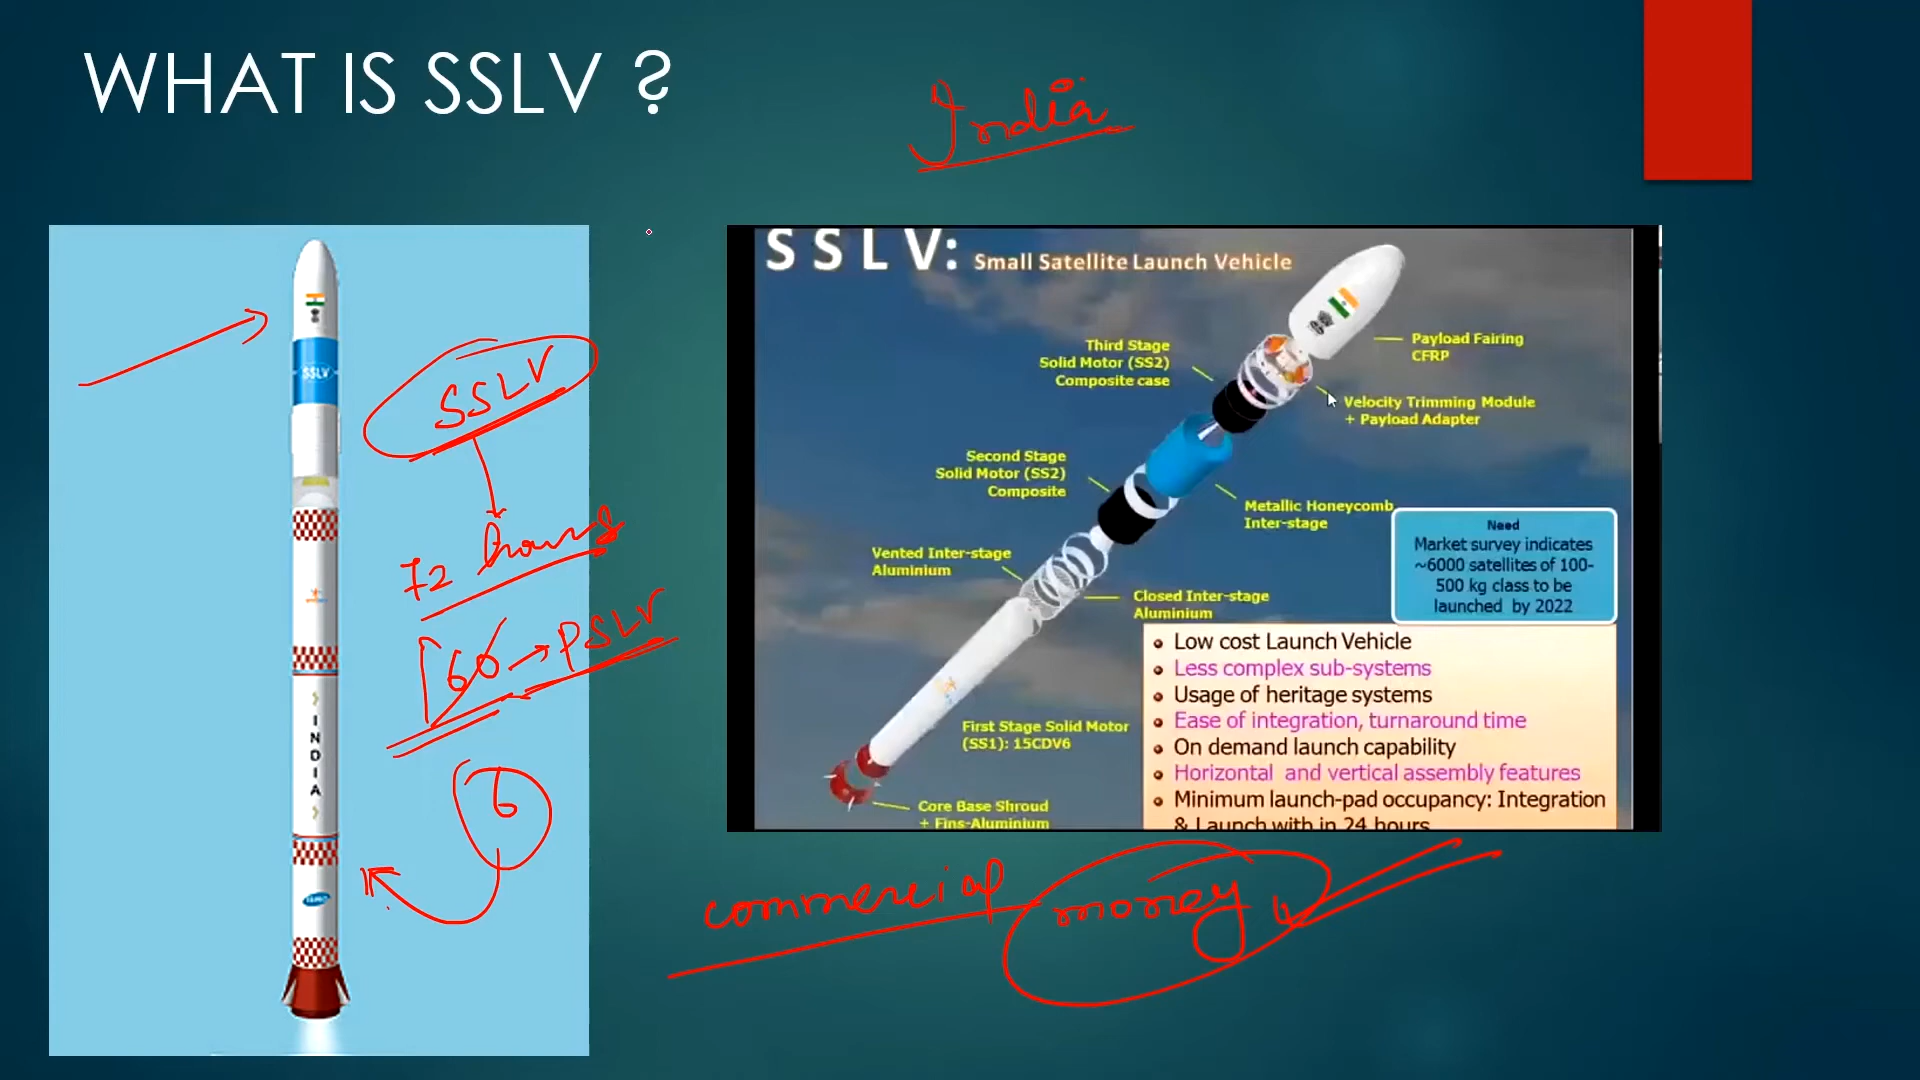 WHAT IS SSLV ?
India
SSLV
SSLV
72 hours
60 → PSLV
6
INDIA
S S L V: Small Satellite Launch Vehicle
Payload Fairing
CFRP
Third Stage
Solid Motor (SS2)
Composite case
Velocity Trimming Module
+ Payload Adapter
Second Stage
Solid Motor (SS2)
Composite
Metallic Honeycomb
Inter-stage
Vented Inter-stage
Aluminium
Closed Inter-stage
Aluminium
First Stage Solid Motor
(SS1): 15CDV6
Core Base Shroud
+ Fins-Aluminium
Need
Market survey indicates
~6000 satellites of 100-
500 kg class to be
launched by 2022
• Low cost Launch Vehicle
• Less complex sub-systems
• Usage of heritage systems
• Ease of integration, turnaround time
• On demand launch capability
• Horizontal and vertical assembly features
• Minimum launch-pad occupancy: Integration
& Launch with in 24 hours
commercial money